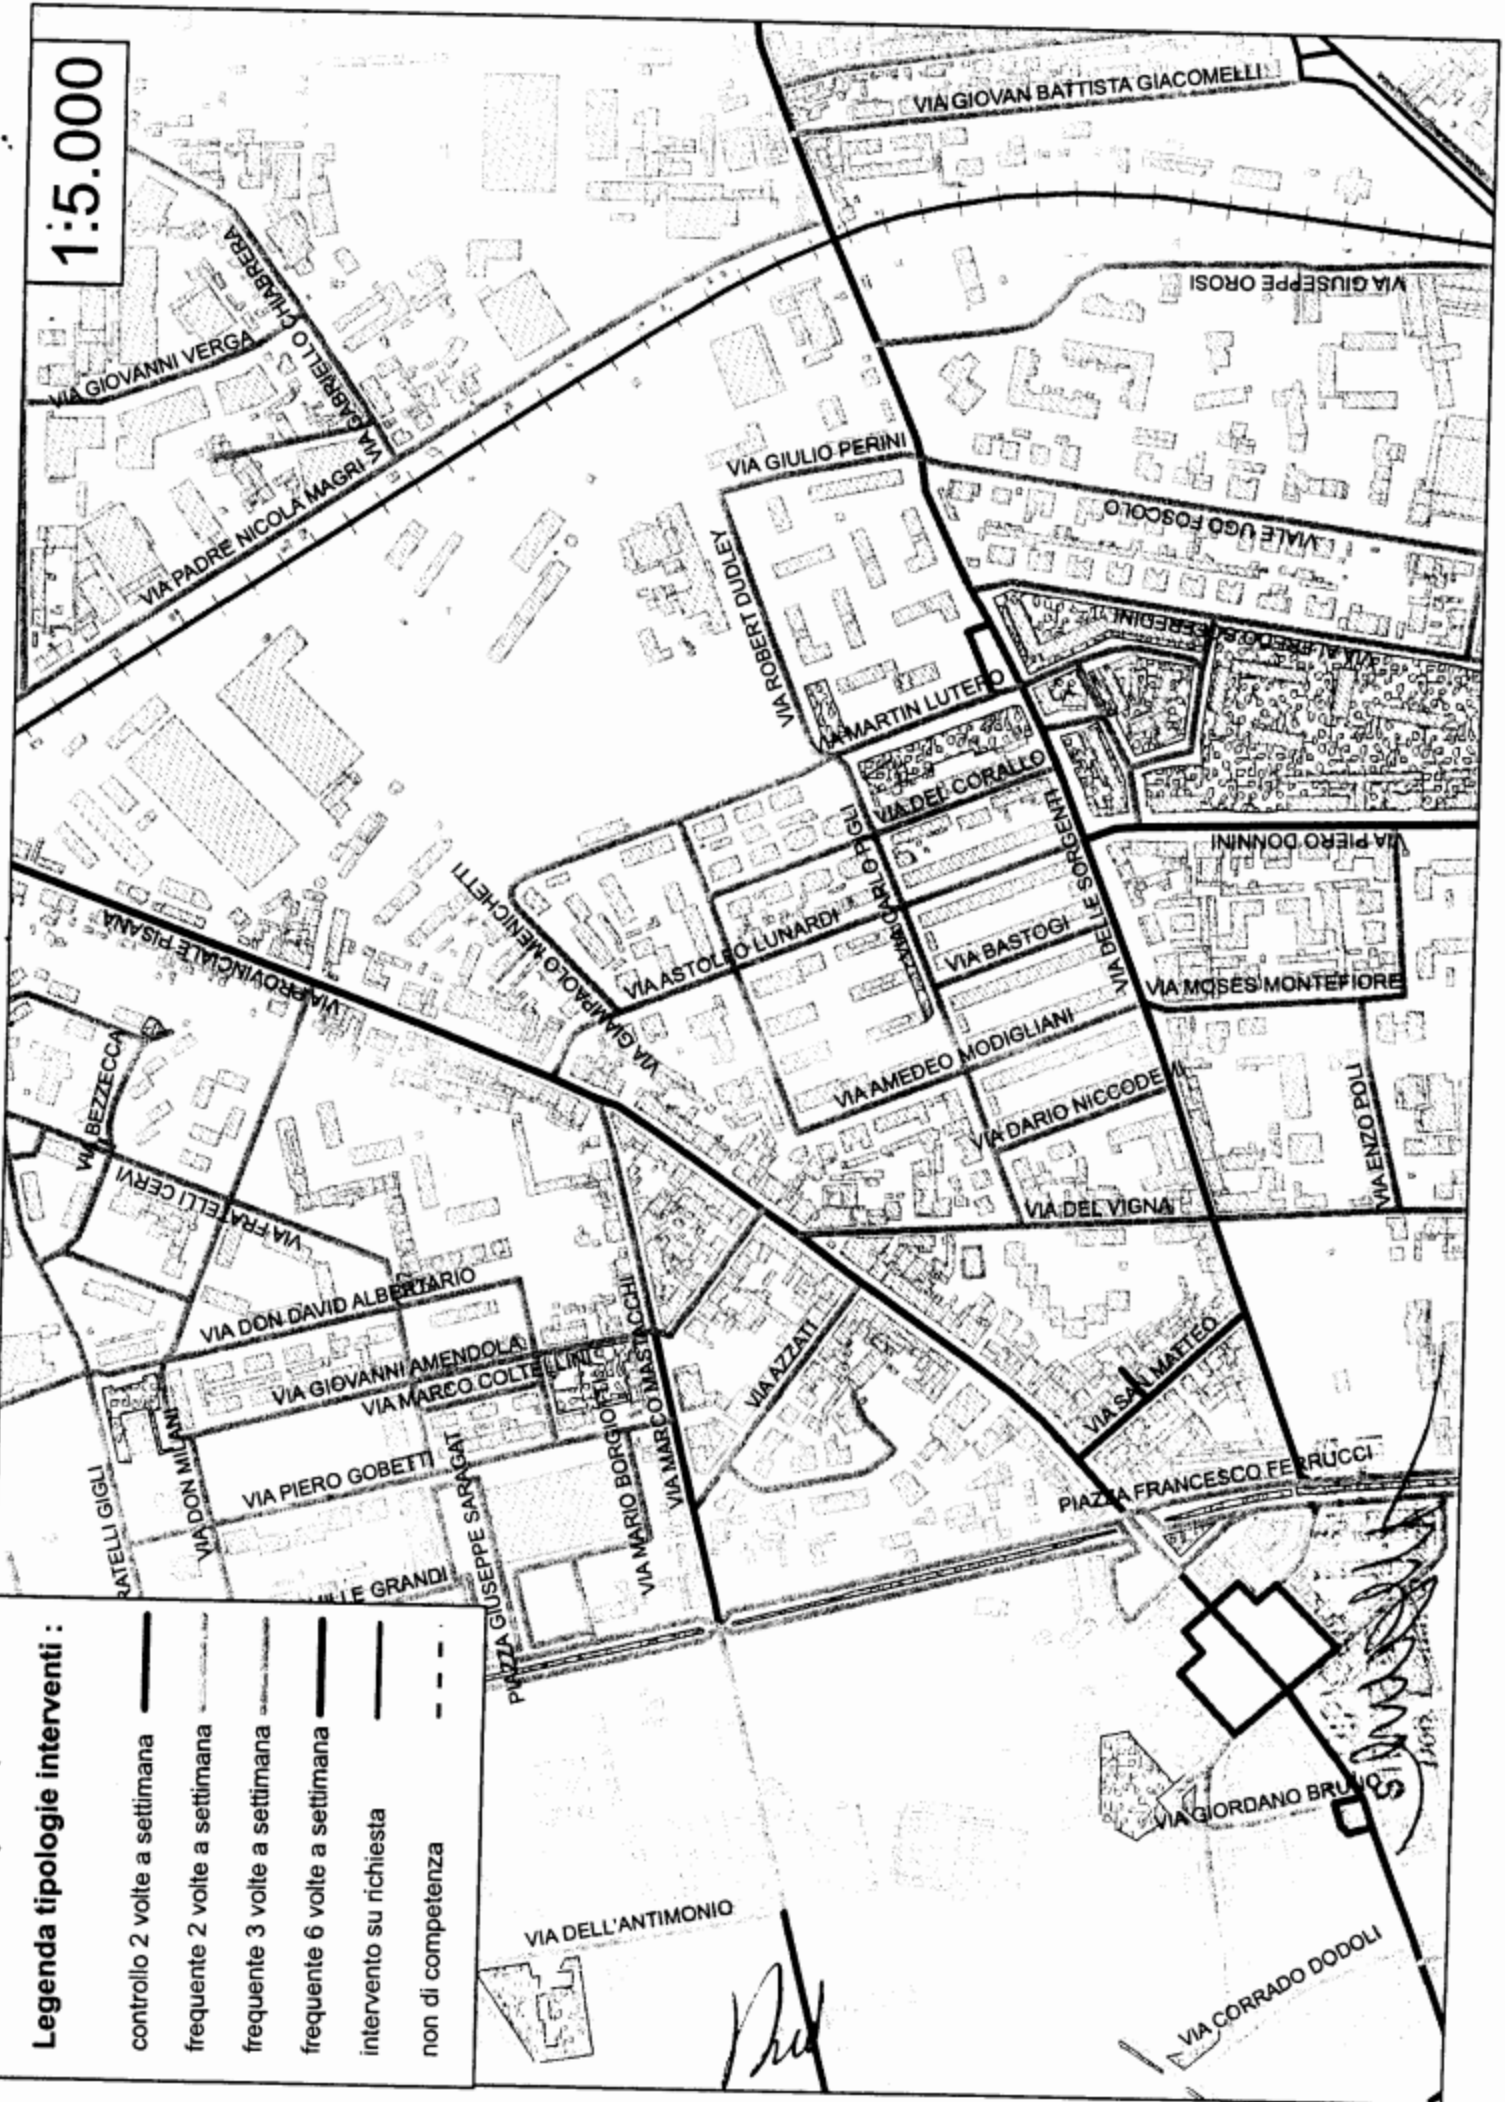 1:5.000
VIA GIOVAN BATTISTA GIACOMELLI
VIA GABRIELLO CHIABRERA
VIA GIOVANNI VERGA
VIA PADRE NICOLA MAGRI
VIA GIUSEPPE OROSI
VIA GIULIO PERINI
VIALE UGO FOSCOLO
VIA ROBERT DUDLEY
VIA ALFREDO SOFFREDINI
VIA MARTIN LUTERO
VIA DEL CORALLO
VIA CARLO PIGLI
VIA DELLE SORGENTI
VIA PIERO DONNINI
VIA GIAMPAOLO MENICHETTI
VIA ASTOLFO LUNARDI
VIA BASTOGI
VIA PROVINCIALE PISANA
VIA MOSES MONTEFIORE
VIA AMEDEO MODIGLIANI
VIA BEZZECCA
VIA DARIO NICCODEMI
VIA ENZO POLI
VIA FRATELLI CERVI
VIA DEL VIGNA
VIA DON DAVID ALBERTARIO
VIA GIOVANNI AMENDOLA
VIA MARCO COLTELLINI
VIA MARCO MASTACCHI
VIA AZZATI
VIA SAN MATTEO
VIA DON MILANI
VIA PIERO GOBETTI
VIA MARIO BORGIOTTI
PIAZZA FRANCESCO FERRUCCI
RATELLI GIGLI
PIAZZA GIUSEPPE SARAGAT
ILLE GRANDI
VIA GIORDANO BRUNO
VIA DELL'ANTIMONIO
VIA CORRADO DODOLI
Legenda tipologie interventi :
controllo 2 volte a settimana
frequente 2 volte a settimana
frequente 3 volte a settimana
frequente 6 volte a settimana
intervento su richiesta
non di competenza